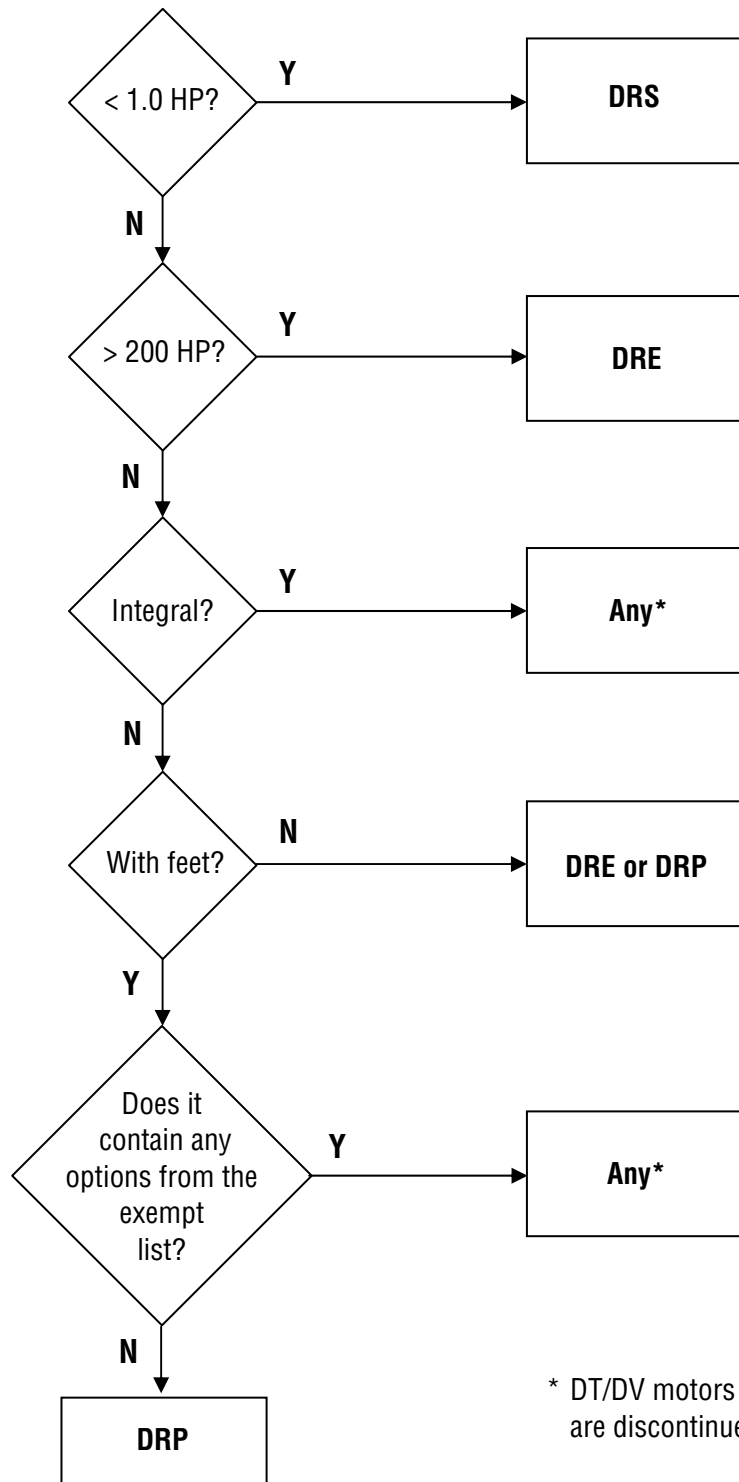 < 1.0 HP?
Y
DRS
N
> 200 HP?
Y
DRE
N
Integral?
Y
Any*
N
With feet?
N
DRE or DRP
Y
Does it
contain any
options from the
exempt
list?
Y
Any*
N
DRP
* DT/DV motors
are